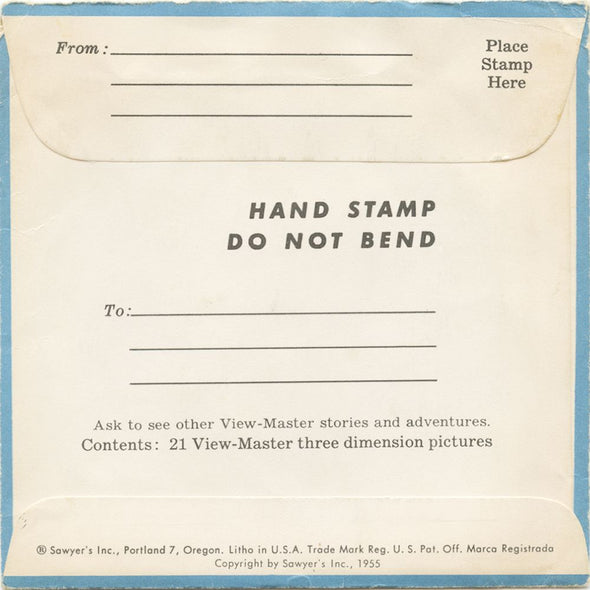 From:
Place
Stamp
Here
HAND STAMP
DO NOT BEND
To:
Ask to see other View-Master stories and adventures.
Contents: 21 View-Master three dimension pictures
® Sawyer's Inc., Portland 7, Oregon. Litho in U.S.A. Trade Mark Reg. U. S. Pat. Off. Marca Registrada
Copyright by Sawyer's Inc., 1955